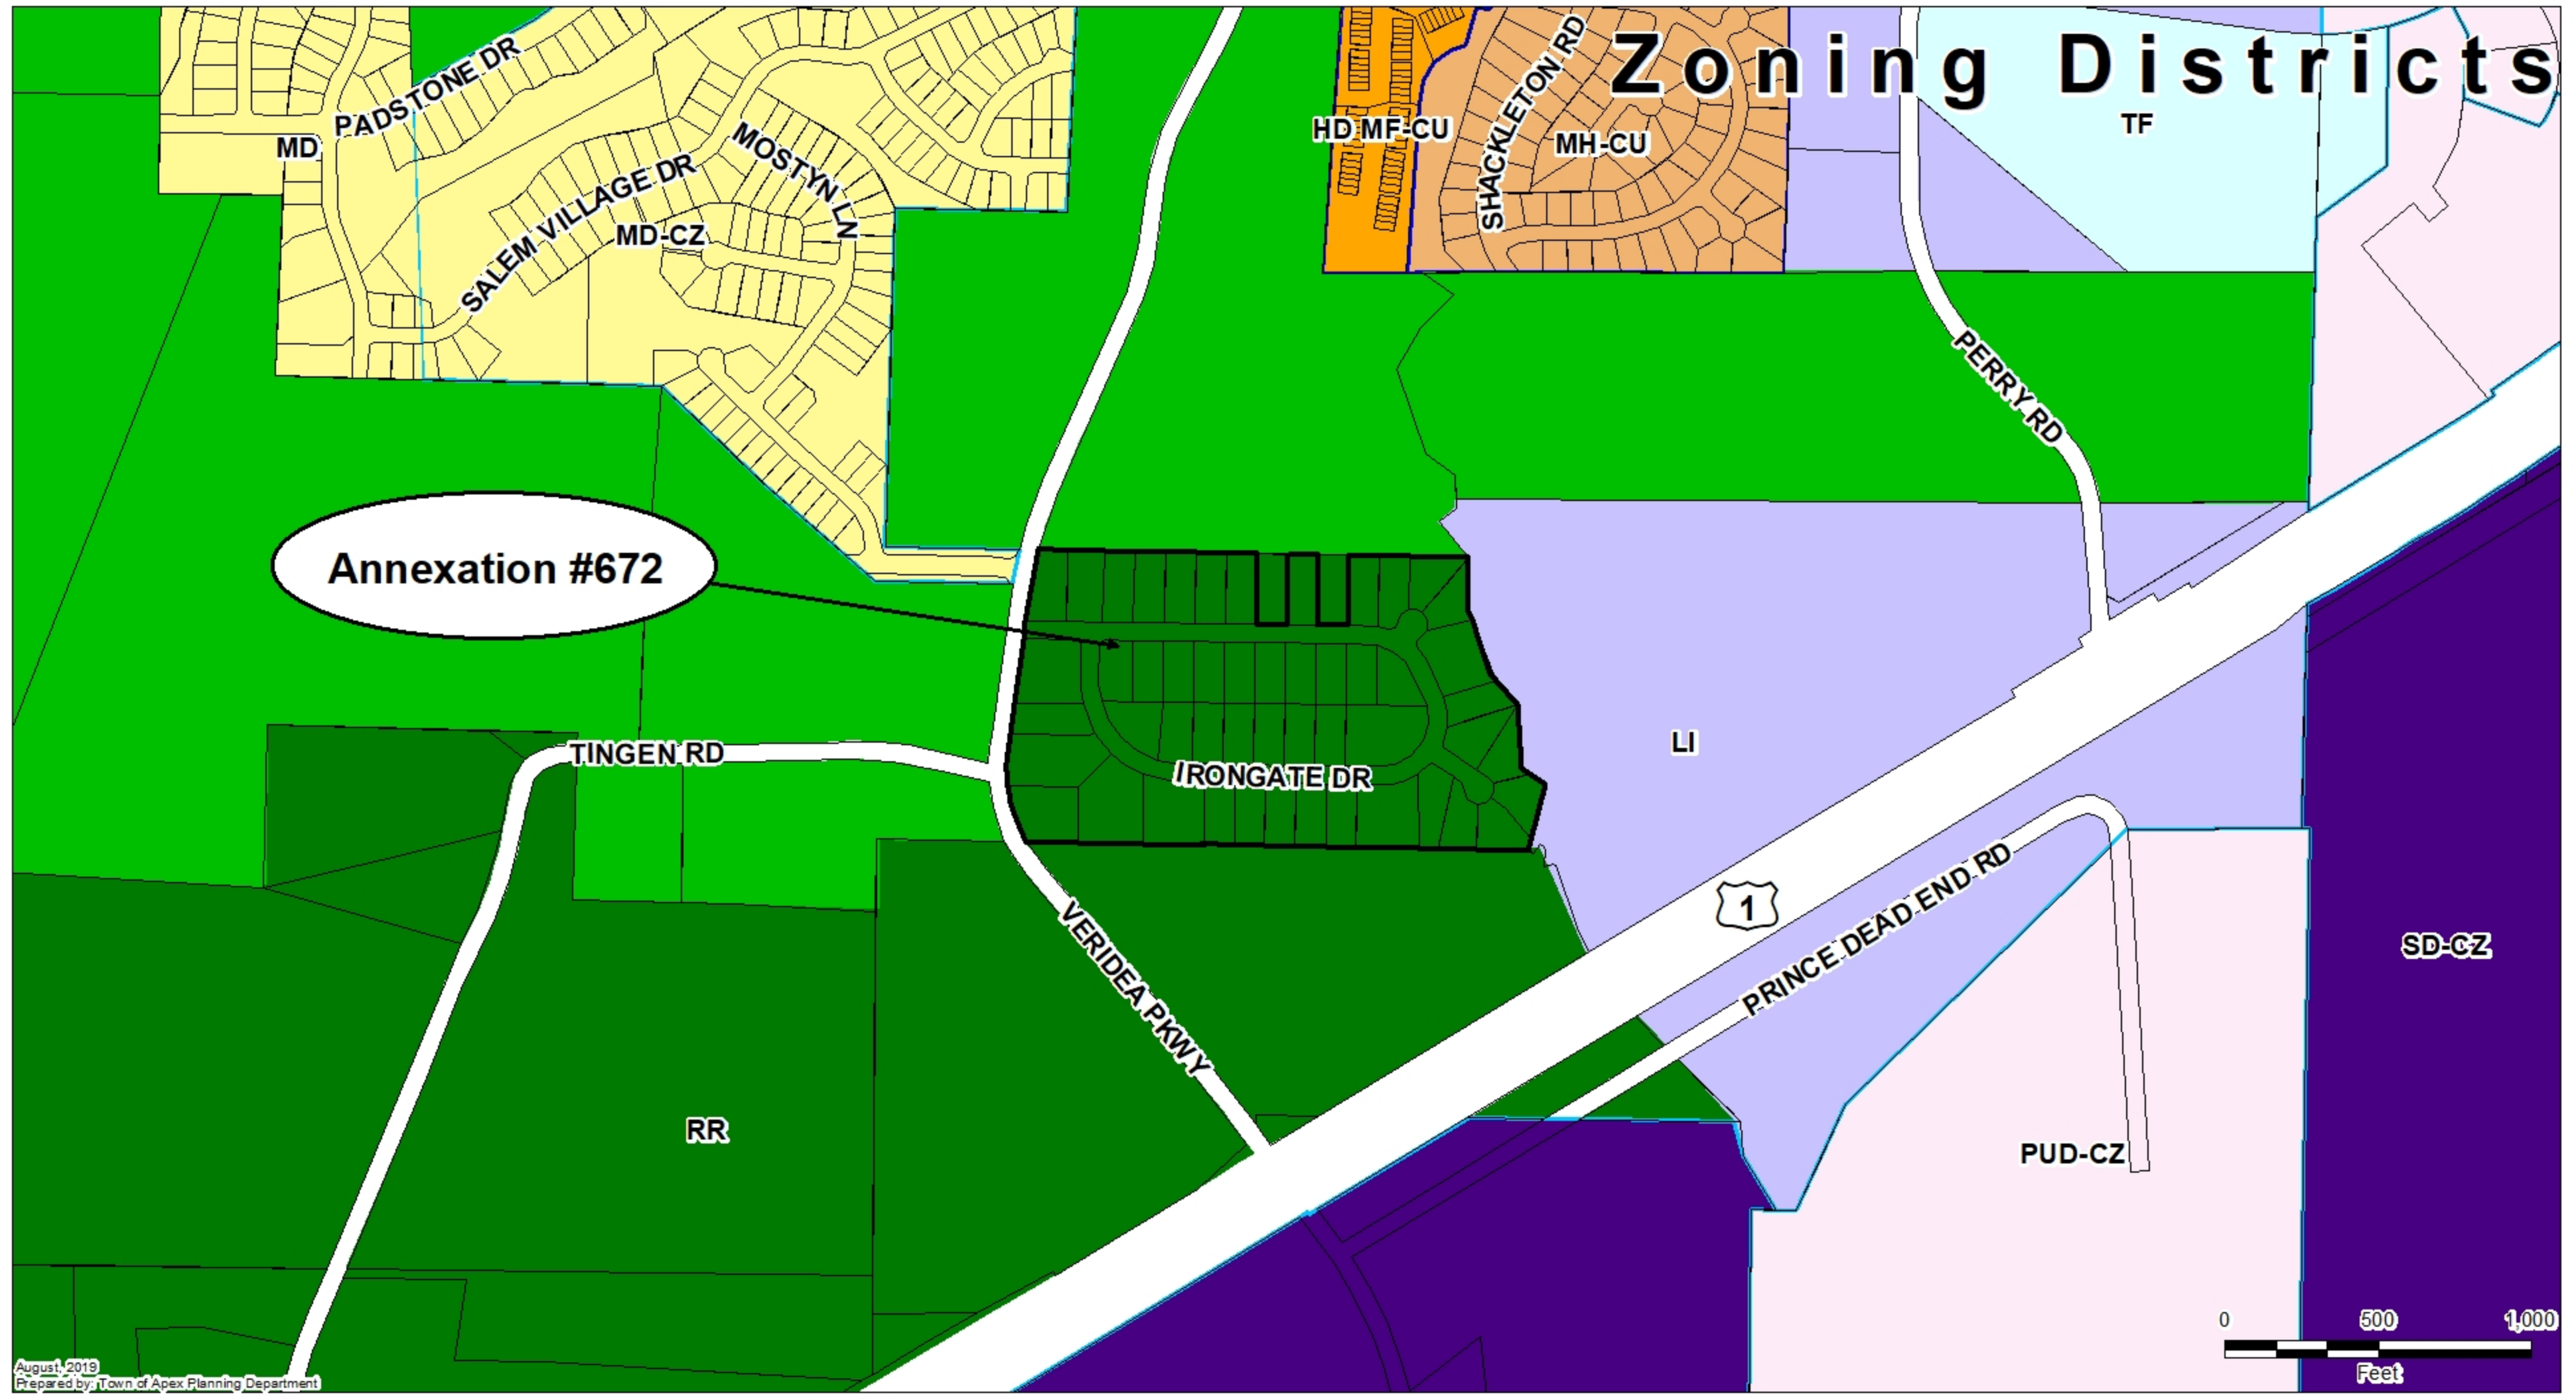 Zoning Districts
PADSTONE DR
MD
SALEM VILLAGE DR
MOSTYN LN
MD-CZ
HD MF-CU
SHACKLETON RD
MH-CU
TF
PERRY RD
Annexation #672
TINGEN RD
IRONGATE DR
LI
VERIDEA PKWY
1
PRINCE DEAD END RD
SD-CZ
RR
PUD-CZ
0 500 1,000
Feet
August, 2019
Prepared by: Town of Apex Planning Department